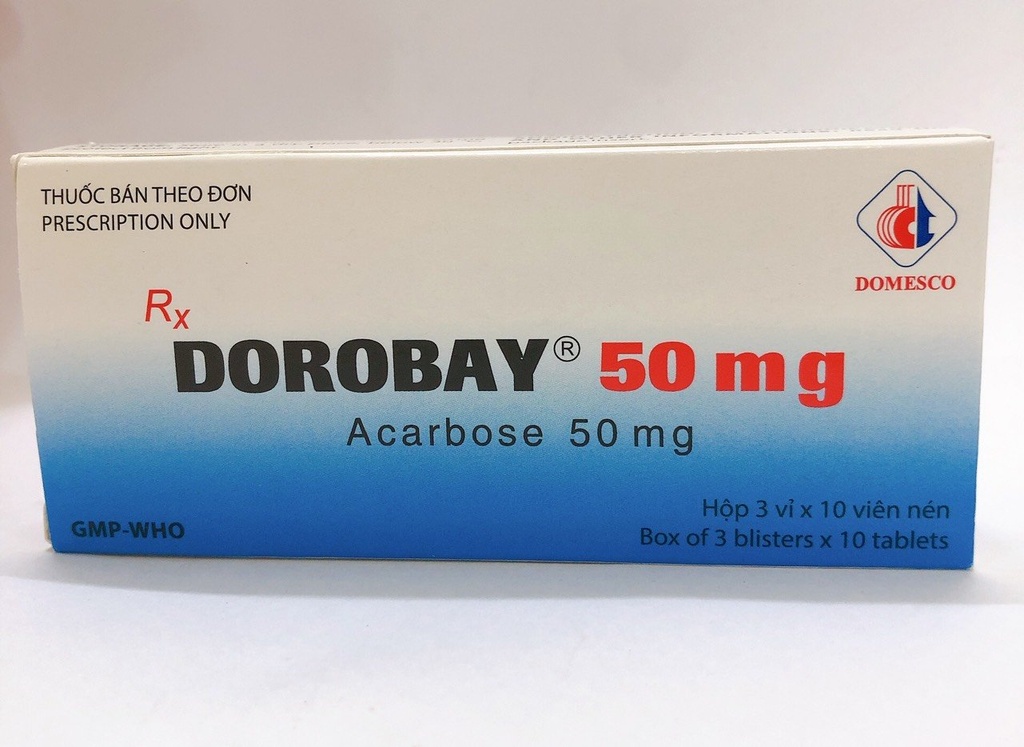 THUỐC BÁN THEO ĐƠN
PRESCRIPTION ONLY
DOMESCO
Rx
DOROBAY® 50 mg
Acarbose 50 mg
GMP-WHO
Hộp 3 vỉ x 10 viên nén
Box of 3 blisters x 10 tablets